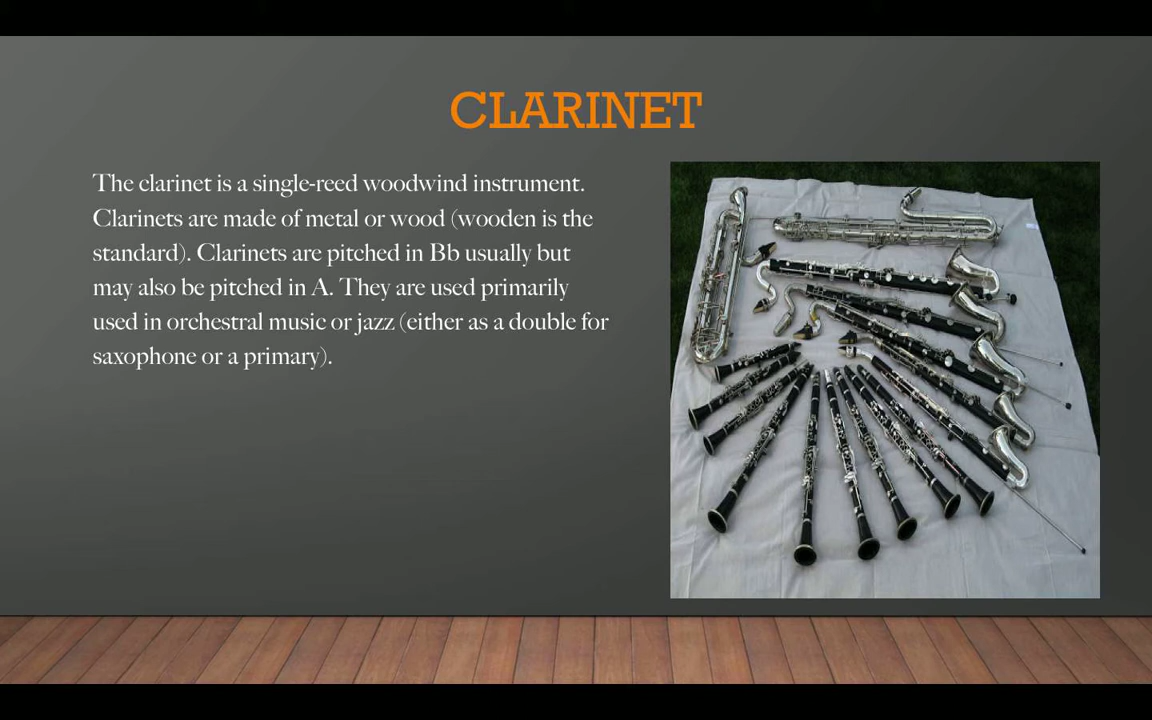 CLARINET
The clarinet is a single-reed woodwind instrument.
Clarinets are made of metal or wood (wooden is the
standard). Clarinets are pitched in Bb usually but
may also be pitched in A. They are used primarily
used in orchestral music or jazz (either as a double for
saxophone or a primary).